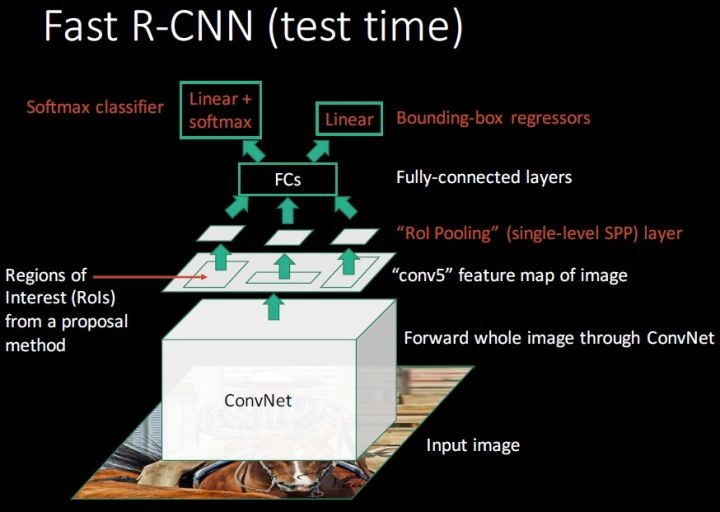 Fast R-CNN (test time)
Softmax classifier
Linear +
softmax
Linear
Bounding-box regressors
FCs
Fully-connected layers
"RoI Pooling" (single-level SPP) layer
Regions of
Interest (RoIs)
from a proposal
method
"conv5" feature map of image
Forward whole image through ConvNet
ConvNet
Input image